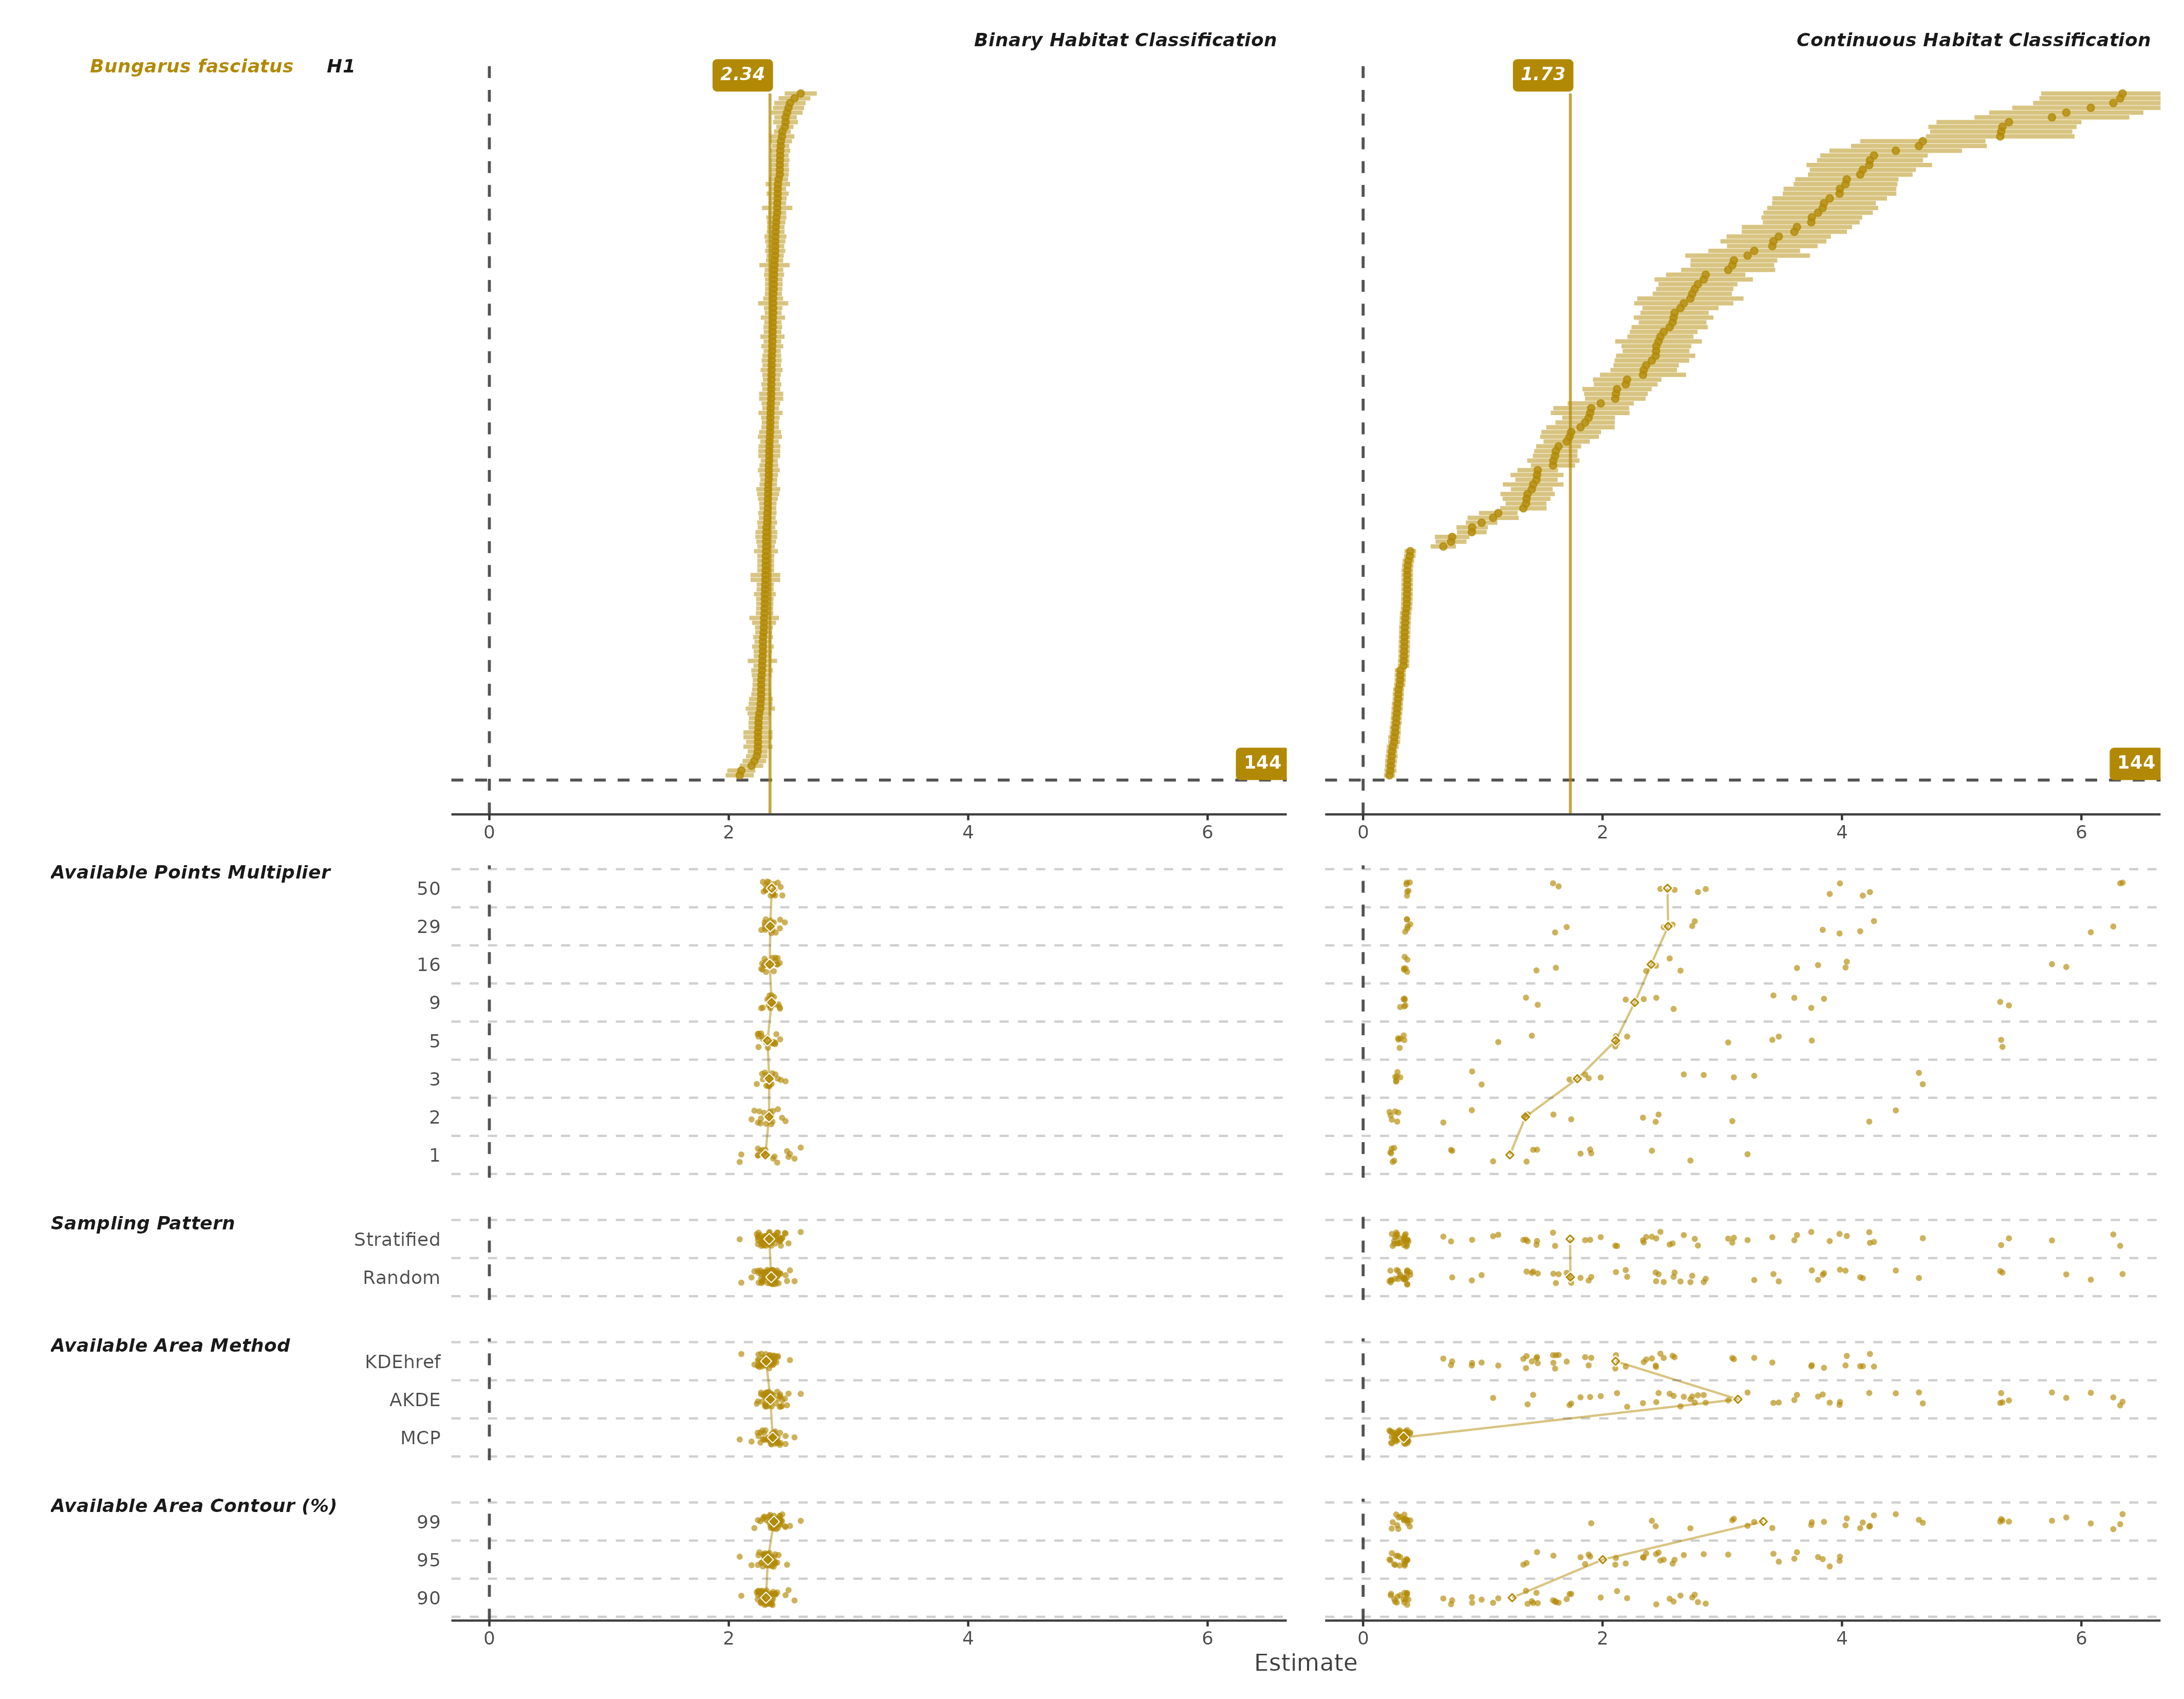 Binary Habitat Classification
Continuous Habitat Classification
Bungarus fasciatus H1
2.34
1.73
144
144
0 2 4 6
0 2 4 6
Available Points Multiplier
50
29
16
9
5
3
2
1
Sampling Pattern
Stratified
Random
Available Area Method
KDEhref
AKDE
MCP
Available Area Contour (%)
99
95
90
0 2 4 6
0 2 4 6
Estimate